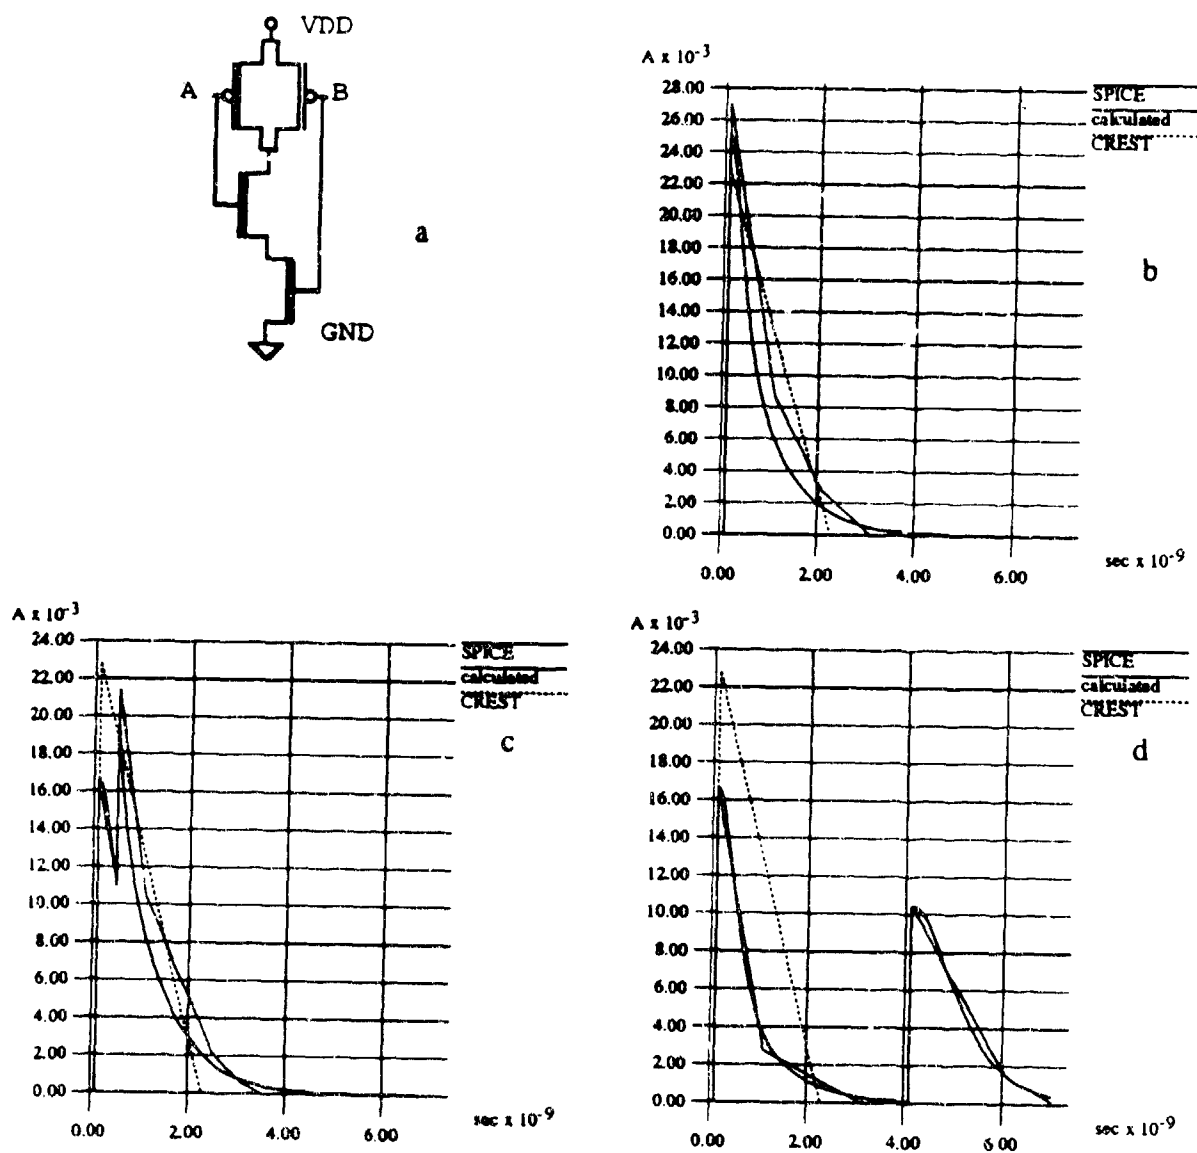 VDD
A
B
a
GND
A x 10-3
28.00
26.00
24.00
22.00
20.00
18.00
16.00
14.00
12.00
10.00
8.00
6.00
4.00
2.00
0.00
0.00 2.00 4.00 6.00
sec x 10-9
SPICE
calculated
CREST
b
A x 10-3
24.00
22.00
20.00
18.00
16.00
14.00
12.00
10.00
8.00
6.00
4.00
2.00
0.00
0.00 2.00 4.00 6.00
sec x 10-9
SPICE
calculated
CREST
c
A x 10-3
24.00
22.00
20.00
18.00
16.00
14.00
12.00
10.00
8.00
6.00
4.00
2.00
0.00
0.00 2.00 4.00 6.00
sec x 10-9
SPICE
calculated
CREST
d